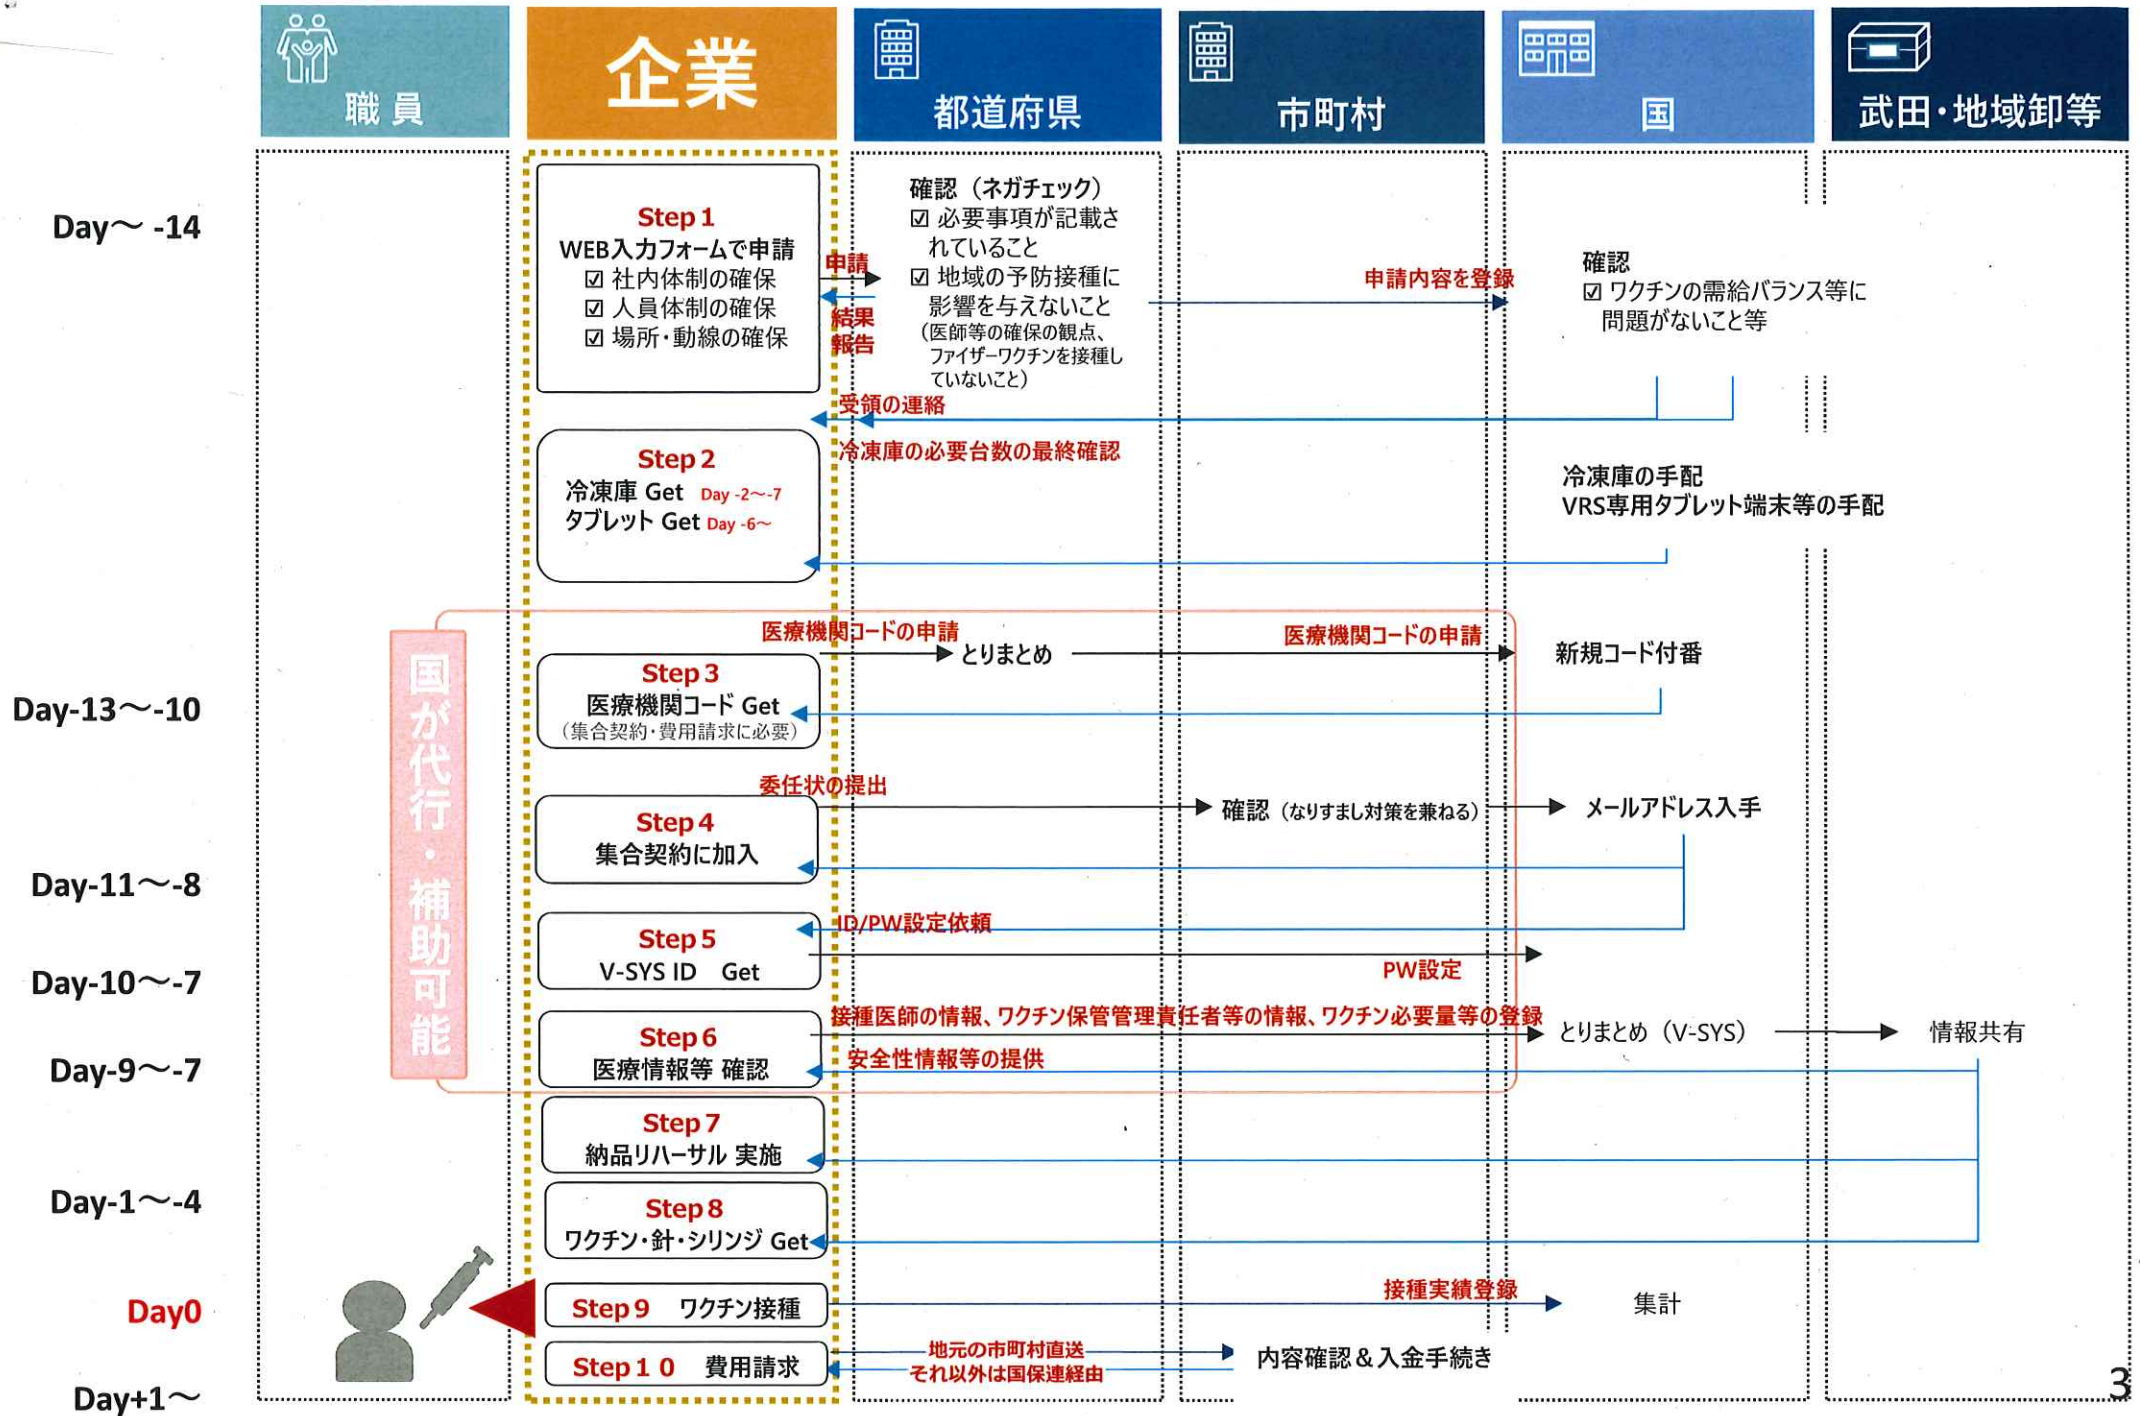 職員
企業
都道府県
市町村
国
武田・地域卸等
Day～ -14
Step 1
WEB入力フォームで申請
☑ 社内体制の確保
☑ 人員体制の確保
☑ 場所・動線の確保
申請
結果
報告
確認（ネガチェック）
☑ 必要事項が記載さ
れていること
☑ 地域の予防接種に
影響を与えないこと
（医師等の確保の観点、
ファイザーワクチンを接種し
ていないこと）
申請内容を登録
確認
☑ ワクチンの需給バランス等に
問題がないこと等
受領の連絡
冷凍庫の必要台数の最終確認
Step 2
冷凍庫 Get Day -2～-7
タブレット Get Day -6～
冷凍庫の手配
VRS専用タブレット端末等の手配
国が代行・補助可能
Day-13～-10
医療機関コードの申請
とりまとめ
医療機関コードの申請
新規コード付番
Step 3
医療機関コード Get
（集合契約・費用請求に必要）
委任状の提出
確認（なりすまし対策を兼ねる）
メールアドレス入手
Step 4
集合契約に加入
Day-11～-8
ID/PW設定依頼
Step 5
V-SYS ID Get
PW設定
Day-10～-7
接種医師の情報、ワクチン保管管理責任者等の情報、ワクチン必要量等の登録
とりまとめ（V-SYS）
情報共有
Step 6
医療情報等 確認
安全性情報等の提供
Day-9～-7
Step 7
納品リハーサル 実施
Day-1～-4
Step 8
ワクチン・針・シリンジ Get
Day0
Step 9 ワクチン接種
接種実績登録
集計
Step 1 0 費用請求
地元の市町村直送
それ以外は国保連経由
内容確認＆入金手続き
Day+1～
3